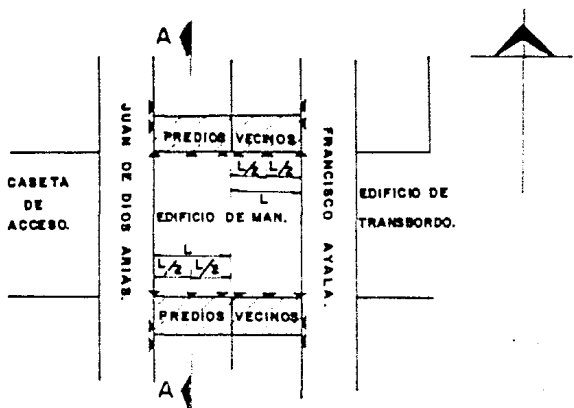 A
JUAN DE DIOS ARIAS.
PREDIOS VECINOS
FRANCISCO AYALA.
L/2 L/2
L
CASETA
DE
ACCESO.
EDIFICIO DE MAN.
EDIFICIO DE
TRANSBORDO.
L
L/2 L/2
PREDIOS VECINOS
A